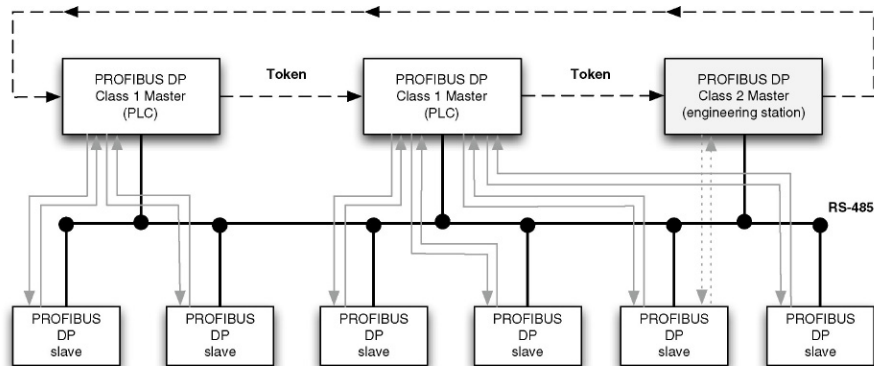 PROFIBUS DP
Class 1 Master
(PLC)
Token
PROFIBUS DP
Class 1 Master
(PLC)
Token
PROFIBUS DP
Class 2 Master
(engineering station)
RS-485
PROFIBUS
DP
slave
PROFIBUS
DP
slave
PROFIBUS
DP
slave
PROFIBUS
DP
slave
PROFIBUS
DP
slave
PROFIBUS
DP
slave